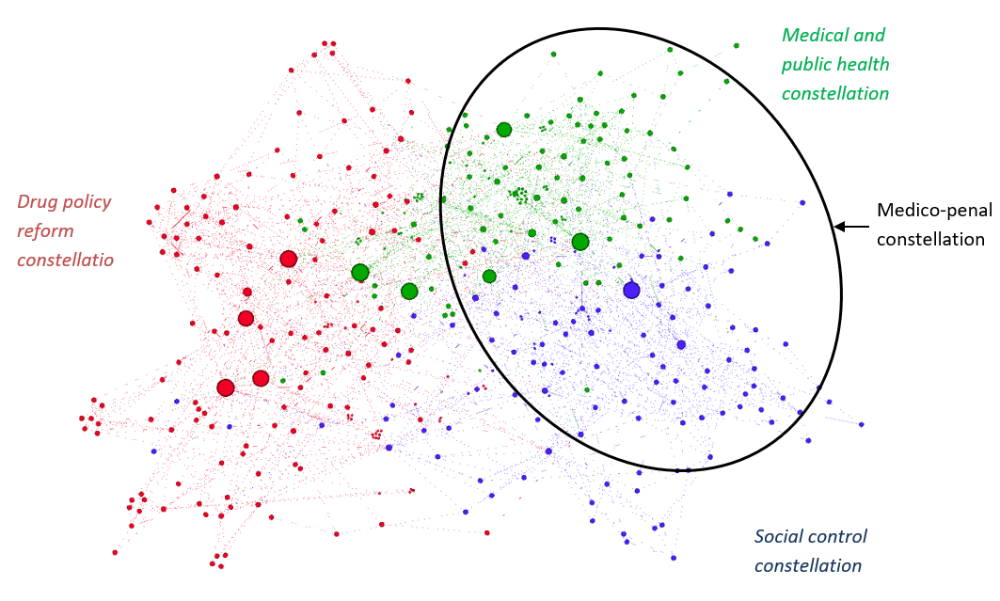 Medical and
public health
constellation
Drug policy
reform
constellatio
Medico-penal
constellation
Social control
constellation